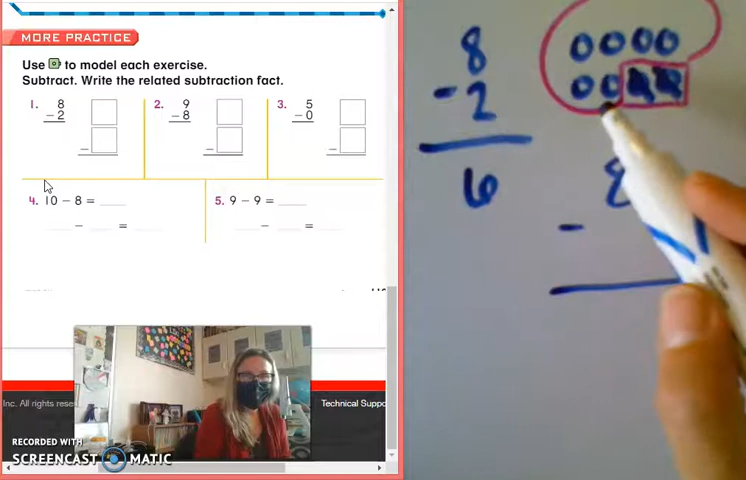 MORE PRACTICE
Use to model each exercise.
Subtract. Write the related subtraction fact.
1. 8
− 2
−
2. 9
− 8
−
3. 5
− 0
−
4. 10 − 8 =
− =
5. 9 − 9 =
− =
Inc. All rights rese
Technical Suppo
RECORDED WITH
SCREENCAST MATIC
8
- 2
6
8
-